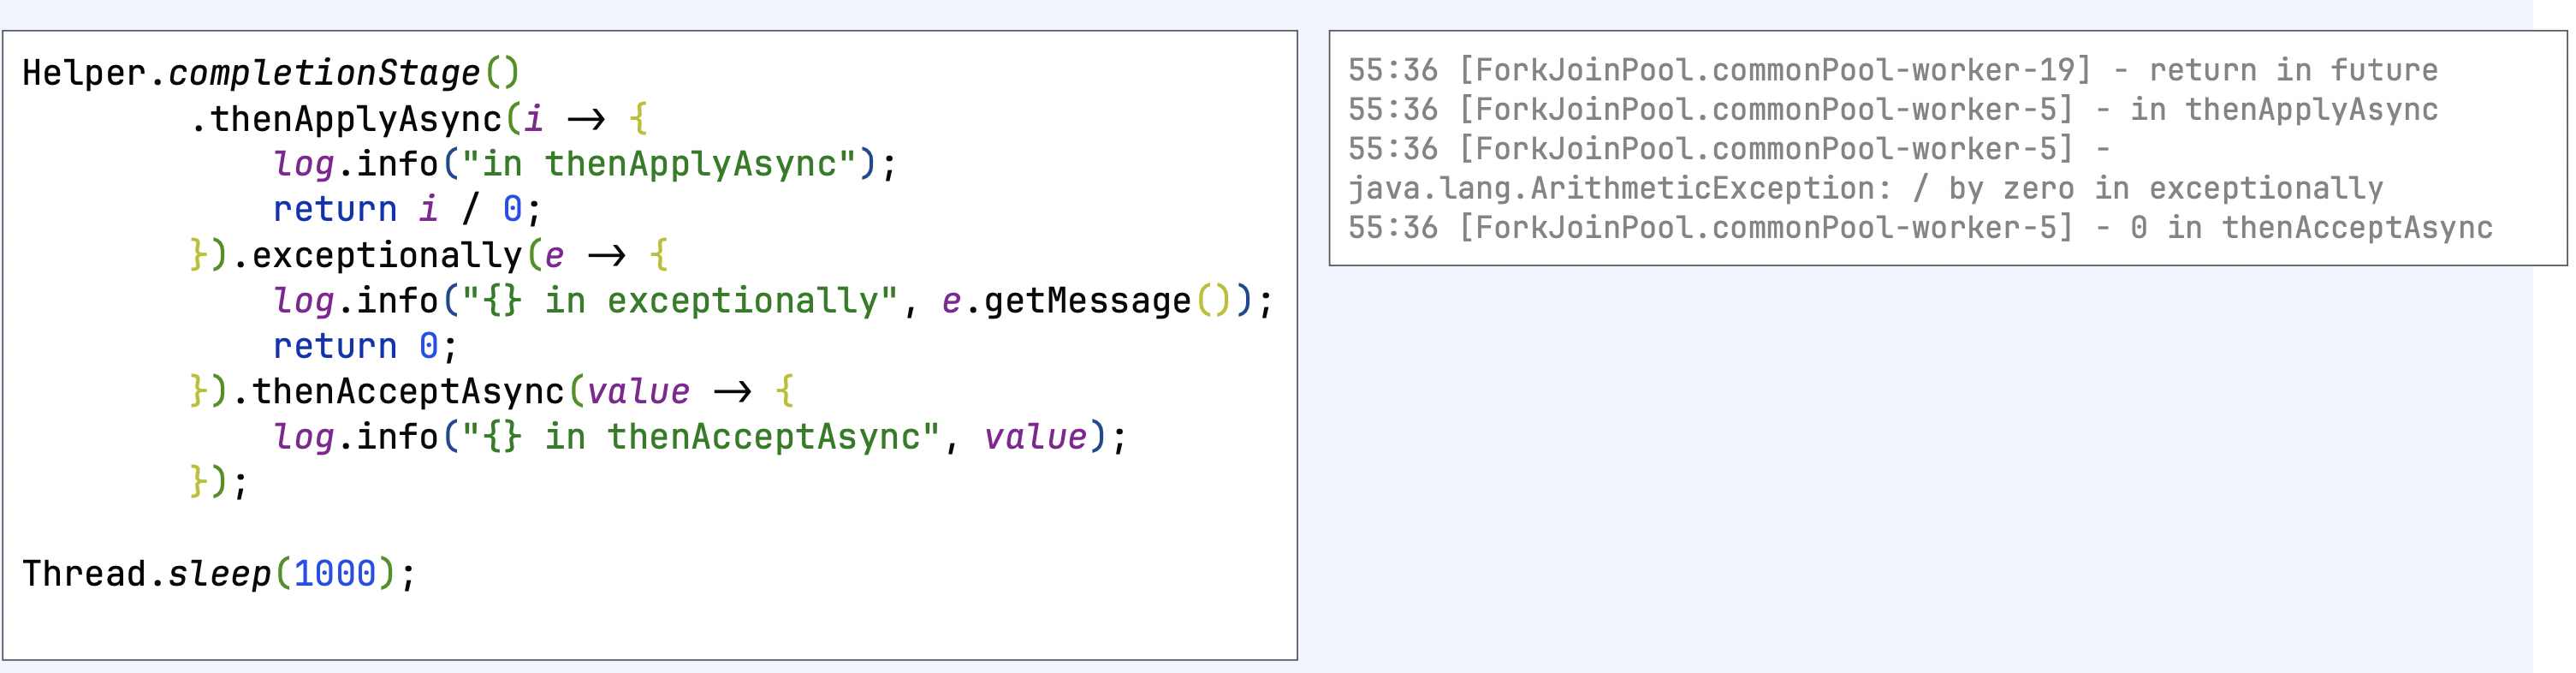 Helper.completionStage()
        .thenApplyAsync(i -> {
            log.info("in thenApplyAsync");
            return i / 0;
        }).exceptionally(e -> {
            log.info("{} in exceptionally", e.getMessage());
            return 0;
        }).thenAcceptAsync(value -> {
            log.info("{} in thenAcceptAsync", value);
        });
Thread.sleep(1000);
55:36 [ForkJoinPool.commonPool-worker-19] - return in future
55:36 [ForkJoinPool.commonPool-worker-5] - in thenApplyAsync
55:36 [ForkJoinPool.commonPool-worker-5] -
java.lang.ArithmeticException: / by zero in exceptionally
55:36 [ForkJoinPool.commonPool-worker-5] - 0 in thenAcceptAsync